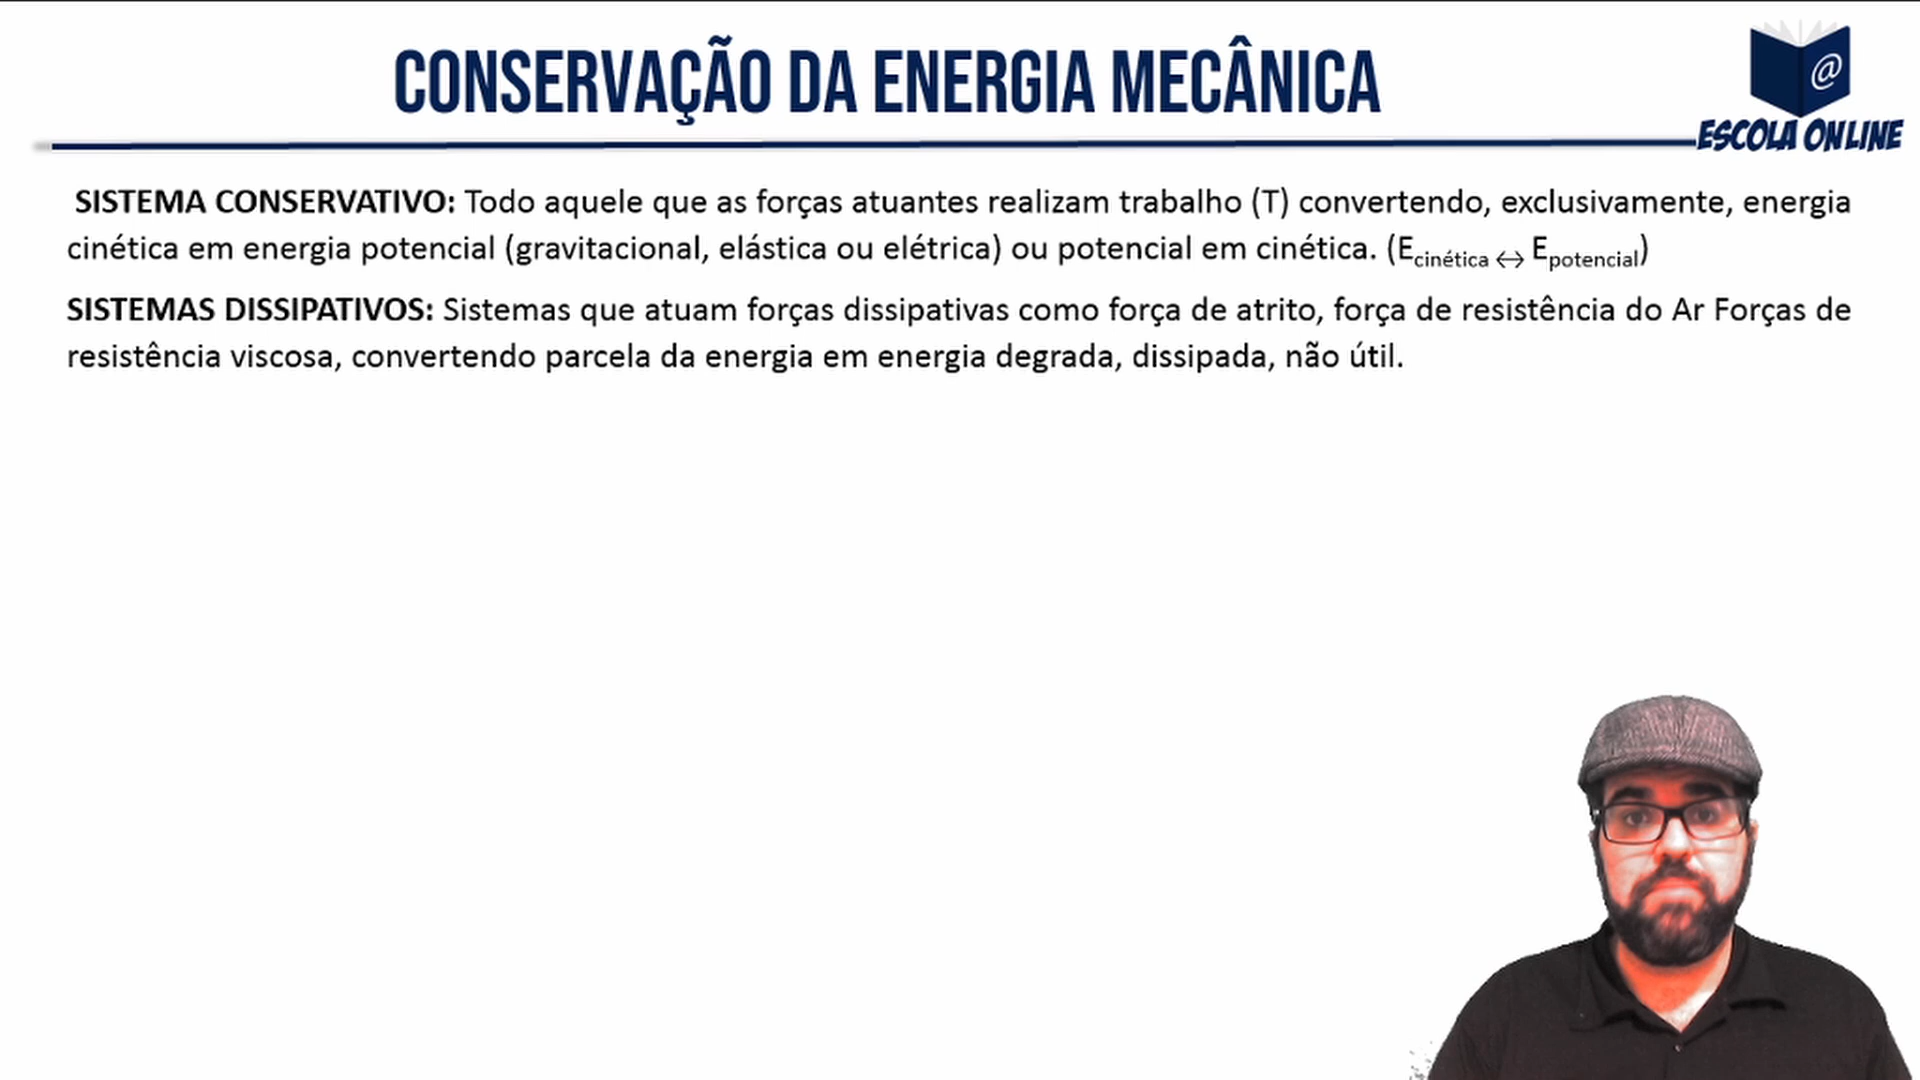 CONSERVAÇÃO DA ENERGIA MECÂNICA
@
ESCOLA ONLINE
SISTEMA CONSERVATIVO: Todo aquele que as forças atuantes realizam trabalho (T) convertendo, exclusivamente, energia
cinética em energia potencial (gravitacional, elástica ou elétrica) ou potencial em cinética. (Ecinética ↔ Epotencial)
SISTEMAS DISSIPATIVOS: Sistemas que atuam forças dissipativas como força de atrito, força de resistência do Ar Forças de
resistência viscosa, convertendo parcela da energia em energia degrada, dissipada, não útil.